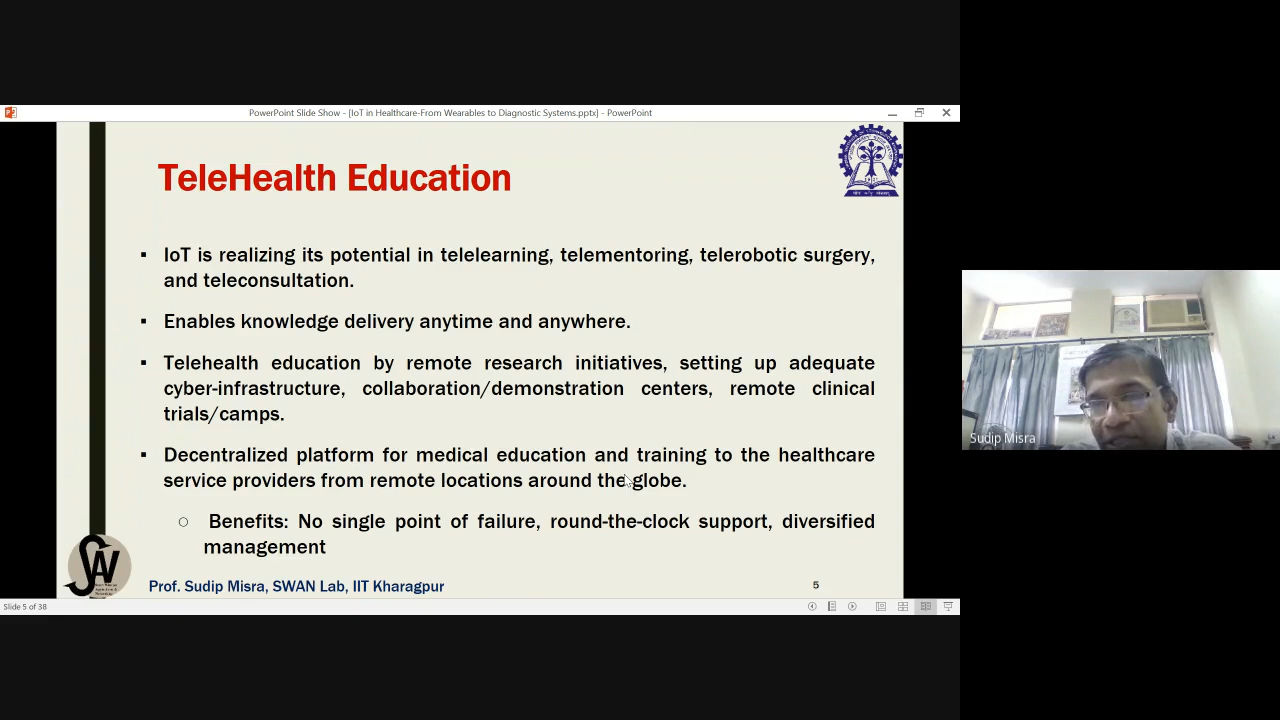 PowerPoint Slide Show - [IoT in Healthcare-From Wearables to Diagnostic Systems.pptx] - PowerPoint
TeleHealth Education
▪ IoT is realizing its potential in telelearning, telementoring, telerobotic surgery,
and teleconsultation.
▪ Enables knowledge delivery anytime and anywhere.
▪ Telehealth education by remote research initiatives, setting up adequate
cyber-infrastructure, collaboration/demonstration centers, remote clinical
trials/camps.
▪ Decentralized platform for medical education and training to the healthcare
service providers from remote locations around the globe.
○ Benefits: No single point of failure, round-the-clock support, diversified
management
Prof. Sudip Misra, SWAN Lab, IIT Kharagpur
5
Slide 5 of 38
Sudip Misra